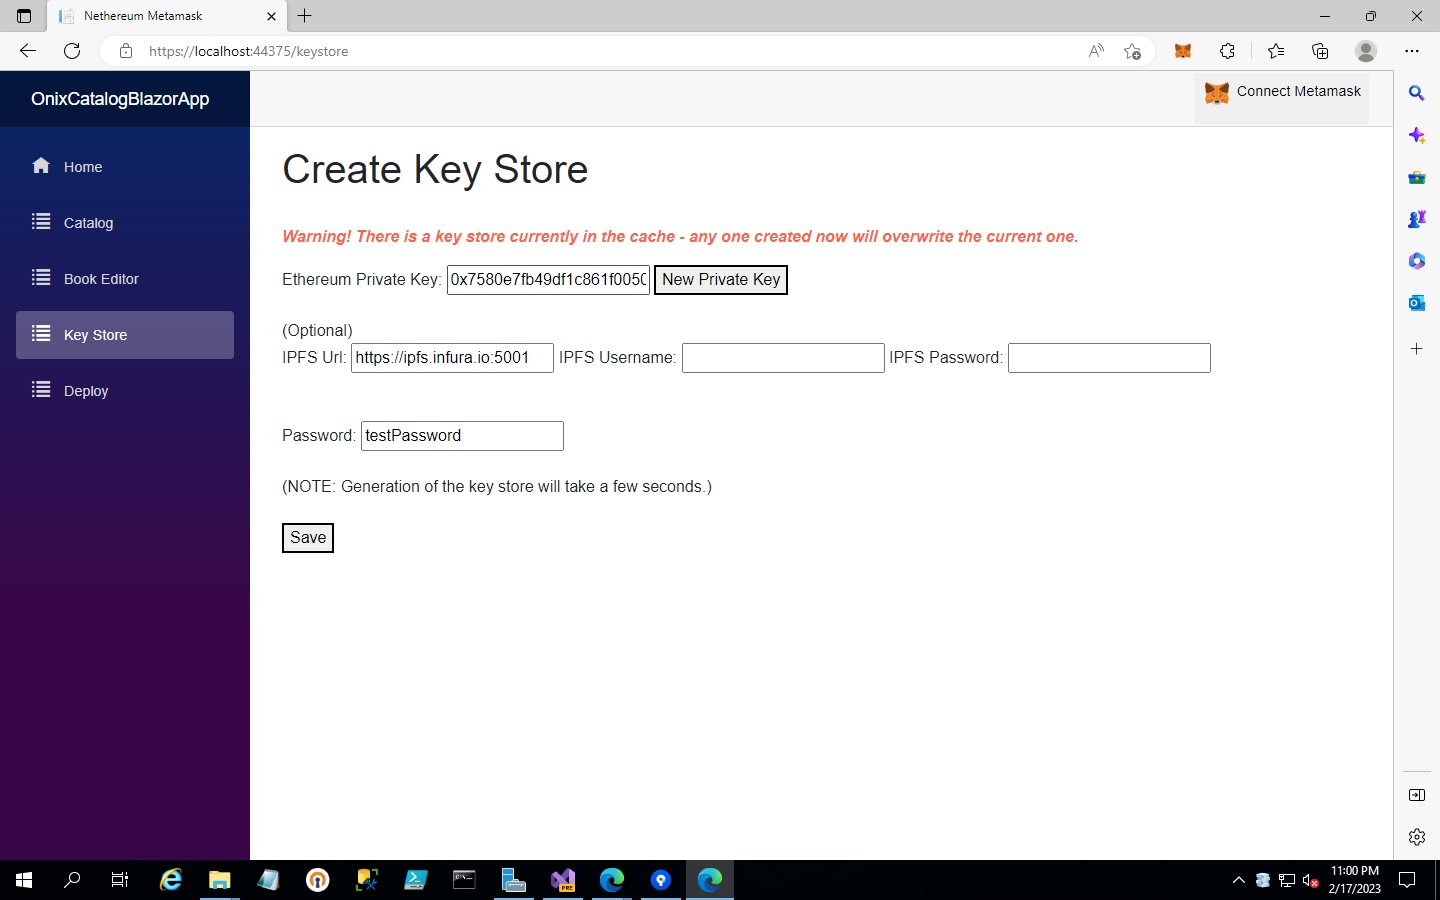 Nethereum Metamask
https://localhost:44375/keystore
OnixCatalogBlazorApp
Connect Metamask
Home
Catalog
Book Editor
Key Store
Deploy
Create Key Store
Warning! There is a key store currently in the cache - any one created now will overwrite the current one.
Ethereum Private Key: 0x7580e7fb49df1c861f0050 New Private Key
(Optional)
IPFS Url: https://ipfs.infura.io:5001 IPFS Username: IPFS Password:
Password: testPassword
(NOTE: Generation of the key store will take a few seconds.)
Save
PRE
11:00 PM
2/17/2023